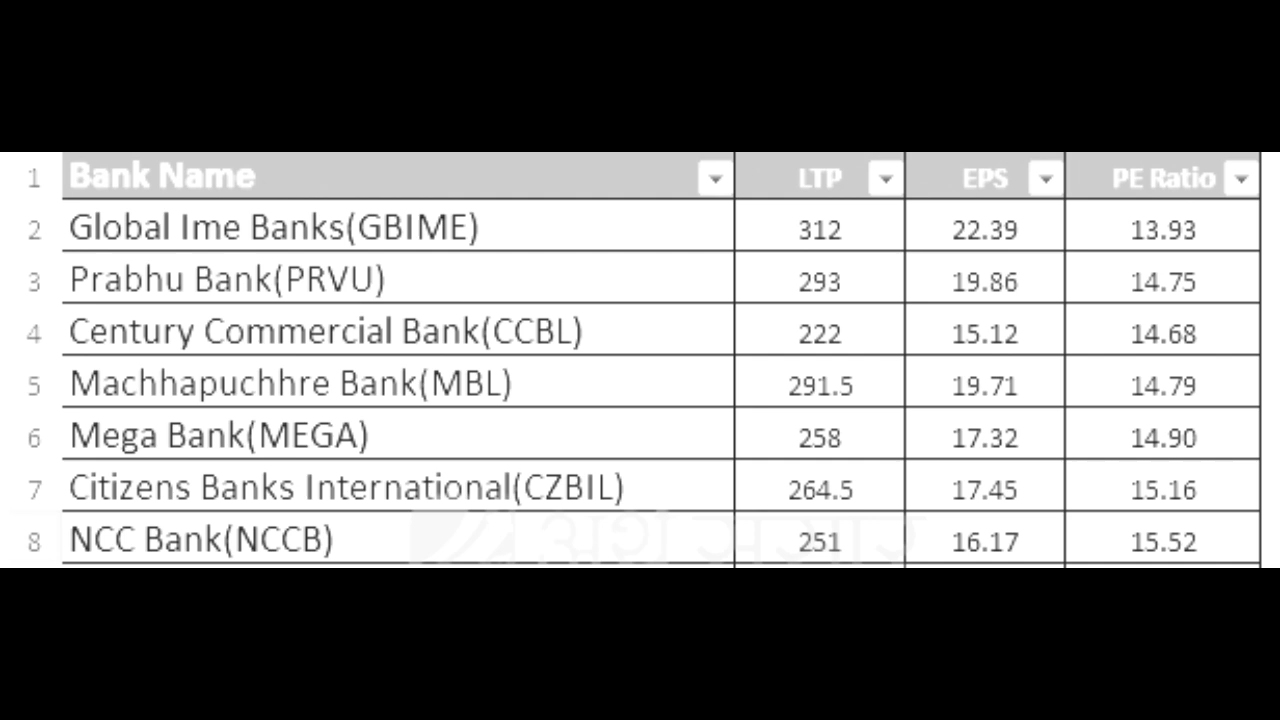 1 Bank Name LTP EPS PE Ratio
2 Global Ime Banks(GBIME) 312 22.39 13.93
3 Prabhu Bank(PRVU) 293 19.86 14.75
4 Century Commercial Bank(CCBL) 222 15.12 14.68
5 Machhapuchhre Bank(MBL) 291.5 19.71 14.79
6 Mega Bank(MEGA) 258 17.32 14.90
7 Citizens Banks International(CZBIL) 264.5 17.45 15.16
8 NCC Bank(NCCB) 251 16.17 15.52